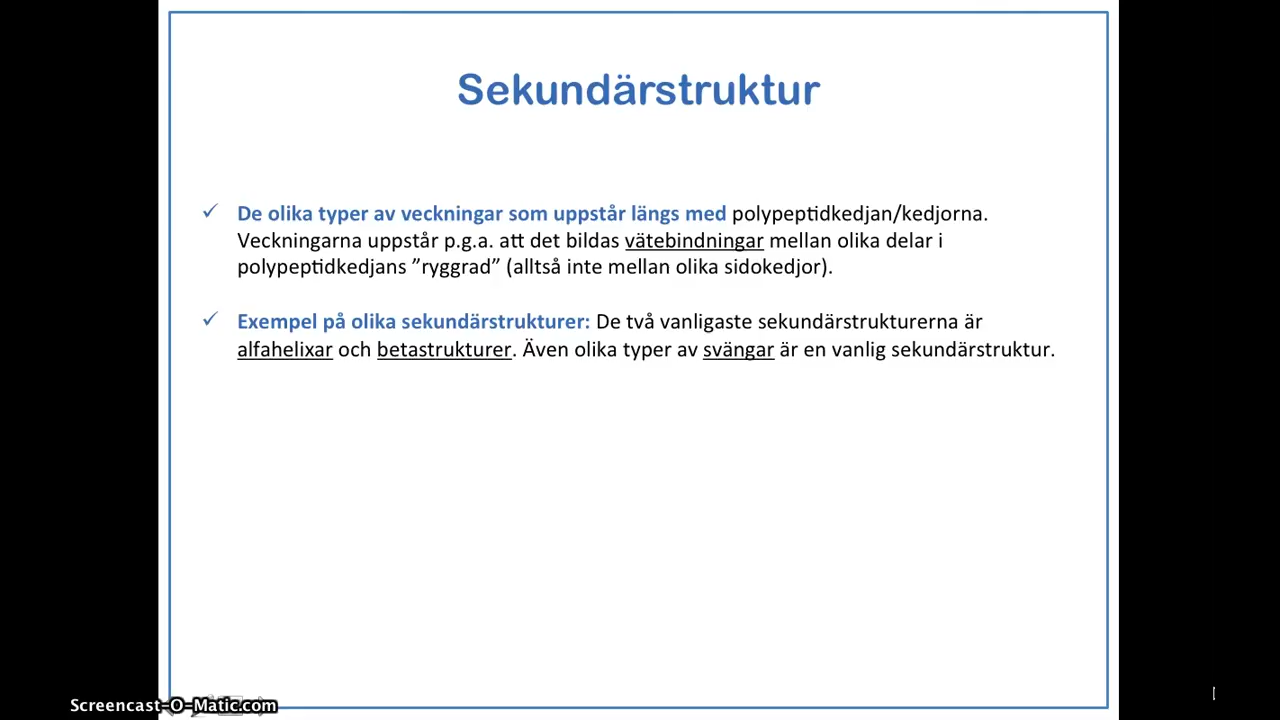 Sekundärstruktur
✓ De olika typer av veckningar som uppstår längs med polypeptidkedjan/kedjorna.
Veckningarna uppstår p.g.a. att det bildas vätebindningar mellan olika delar i
polypeptidkedjans ”ryggrad” (alltså inte mellan olika sidokedjor).
✓ Exempel på olika sekundärstrukturer: De två vanligaste sekundärstrukturerna är
alfahelixar och betastrukturer. Även olika typer av svängar är en vanlig sekundärstruktur.
Screencast-O-Matic.com